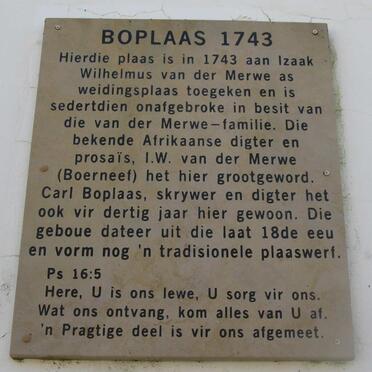 BOPLAAS 1743
Hierdie plaas is in 1743 aan Izaak
Wilhelmus van der Merwe as
weidingsplaas toegeken en is
sedertdien onafgebroke in besit van
die van der Merwe-familie. Die
bekende Afrikaanse digter en
prosaïs, I.W. van der Merwe
(Boerneef) het hier grootgeword.
Carl Boplaas, skrywer en digter het
ook vir dertig jaar hier gewoon. Die
geboue dateer uit die laat 18de eeu
en vorm nog 'n tradisionele plaaswerf.
Ps 16:5
Here, U is ons lewe, U sorg vir ons.
Wat ons ontvang, kom alles van U af.
'n Pragtige deel is vir ons afgemeet.